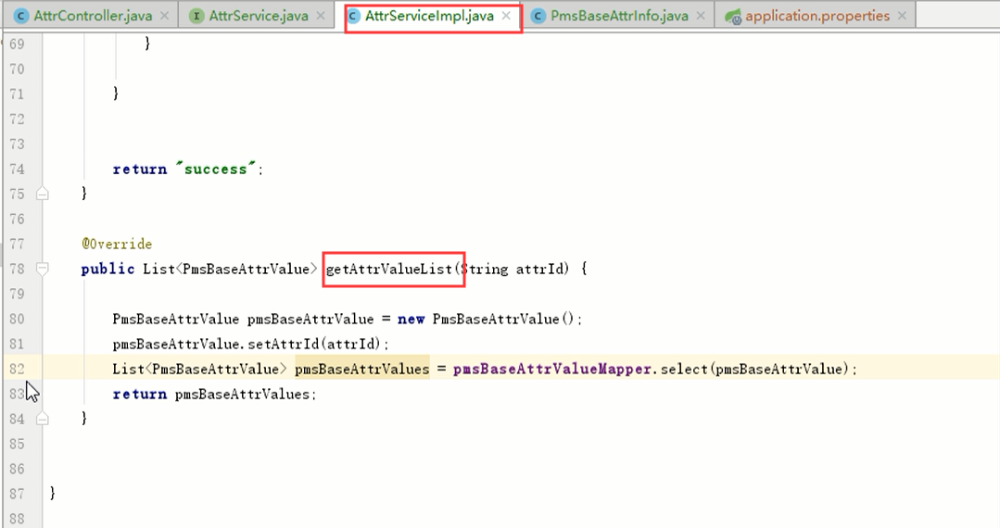 AttrController.java AttrService.java AttrServiceImpl.java PmsBaseAttrInfo.java application.properties
69 }
70
71 }
72
73
74 return "success";
75 }
76
77 @Override
78 public List<PmsBaseAttrValue> getAttrValueList(String attrId) {
79
80 PmsBaseAttrValue pmsBaseAttrValue = new PmsBaseAttrValue();
81 pmsBaseAttrValue.setAttrId(attrId);
82 List<PmsBaseAttrValue> pmsBaseAttrValues = pmsBaseAttrValueMapper.select(pmsBaseAttrValue);
83 return pmsBaseAttrValues;
84 }
85
86
87 }
88